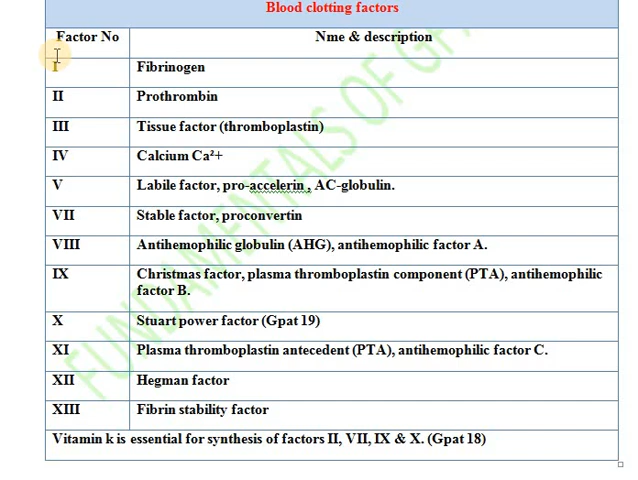 Blood clotting factors
Factor No Nme & description
I Fibrinogen
II Prothrombin
III Tissue factor (thromboplastin)
IV Calcium Ca²+
V Labile factor, pro-accelerin , AC-globulin.
VII Stable factor, proconvertin
VIII Antihemophilic globulin (AHG), antihemophilic factor A.
IX Christmas factor, plasma thromboplastin component (PTA), antihemophilic
factor B.
X Stuart power factor (Gpat 19)
XI Plasma thromboplastin antecedent (PTA), antihemophilic factor C.
XII Hegman factor
XIII Fibrin stability factor
Vitamin k is essential for synthesis of factors II, VII, IX & X. (Gpat 18)
FUNDAMENTALS OF